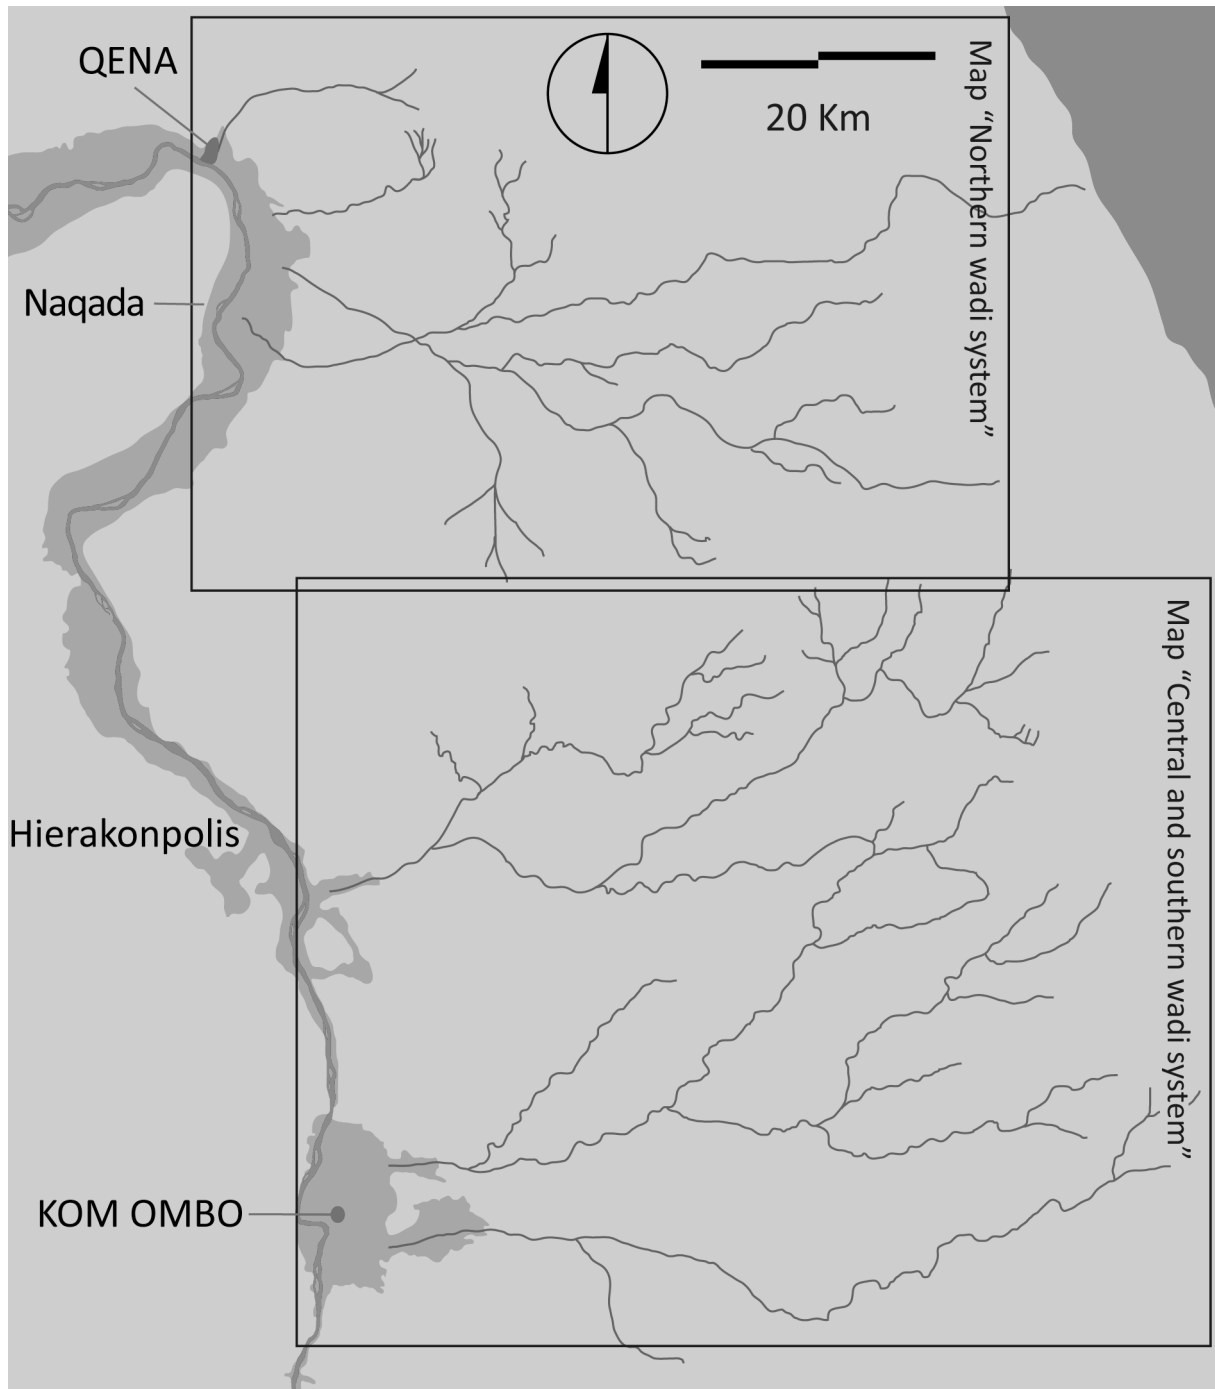 QENA
20 Km
Map “Northern wadi system”
Naqada
Map “Central and southern wadi system”
Hierakonpolis
KOM OMBO